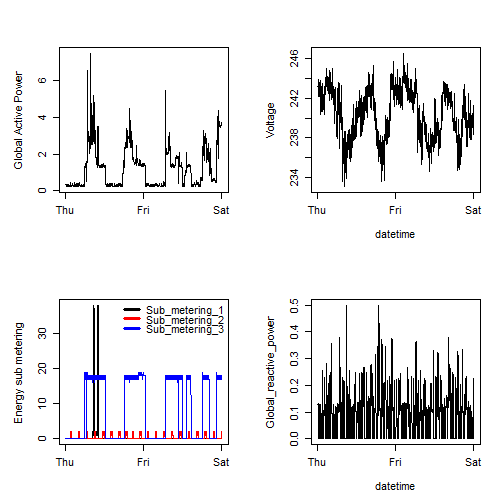 Global Active Power
6
4
2
0
Thu Fri Sat
Voltage
246
242
238
234
Thu Fri Sat
datetime
Energy sub metering
30
20
10
0
Sub_metering_1
Sub_metering_2
Sub_metering_3
Thu Fri Sat
Global_reactive_power
0.5
0.4
0.3
0.2
0.1
0.0
Thu Fri Sat
datetime